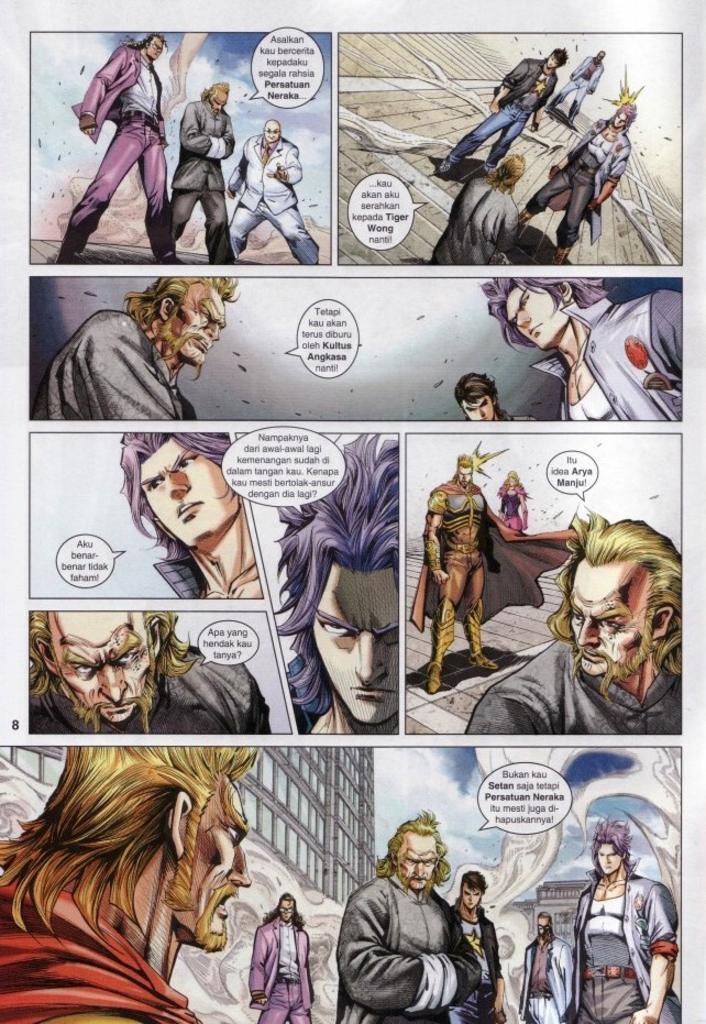 Asalkan
kau bercerita
kepadaku
segala rahsia
Persatuan
Neraka...
...kau
akan aku
serahkan
kepada Tiger
Wong
nanti!
Tetapi
kau akan
terus diburu
oleh Kultus
Angkasa
nanti!
Aku
benar-
benar tidak
faham!
Nampaknya
dari awal-awal lagi
kemenangan sudah di
dalam tangan kau. Kenapa
kau mesti bertolak-ansur
dengan dia lagi?
Itu
idea Arya
Manju!
Apa yang
hendak kau
tanya?
8
Bukan kau
Setan saja tetapi
Persatuan Neraka
itu mesti juga di-
hapuskannya!